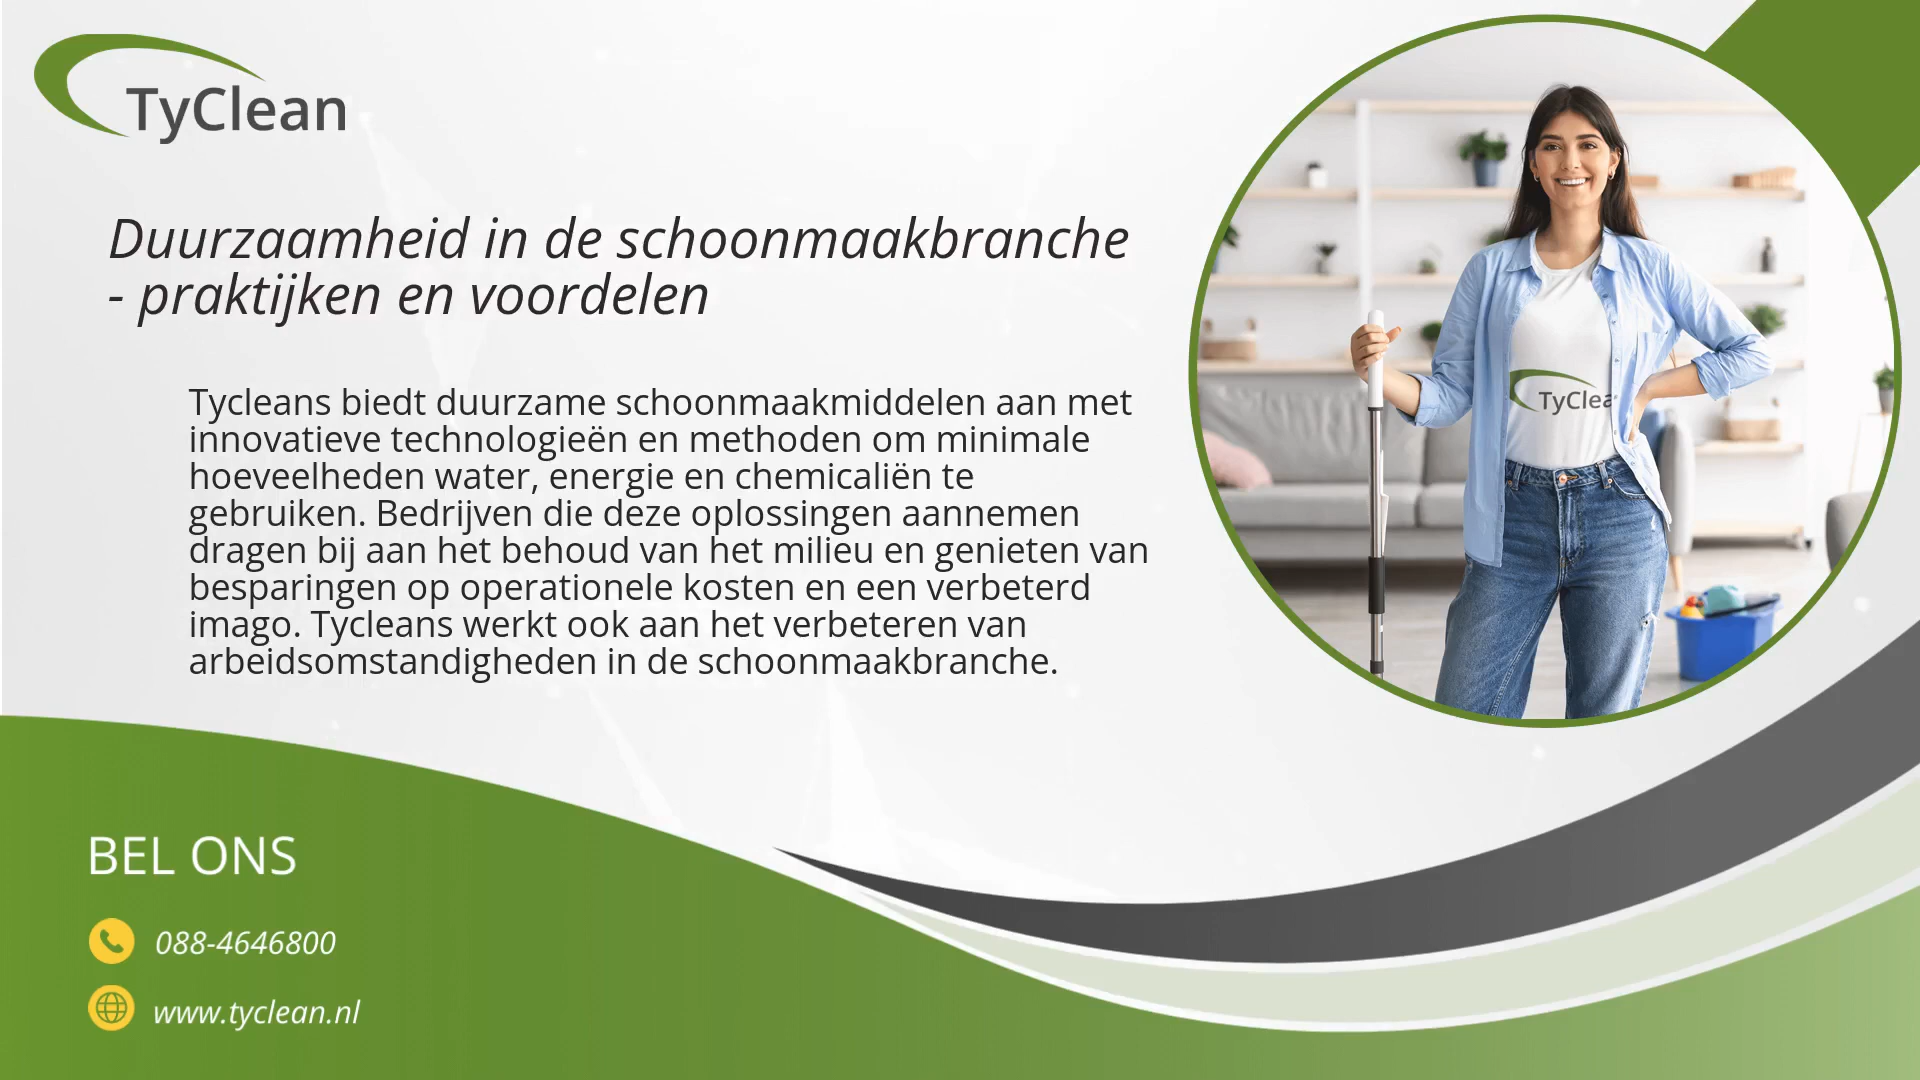 TyClean
Duurzaamheid in de schoonmaakbranche
- praktijken en voordelen
Tycleans biedt duurzame schoonmaakmiddelen aan met
innovatieve technologieën en methoden om minimale
hoeveelheden water, energie en chemicaliën te
gebruiken. Bedrijven die deze oplossingen aannemen
dragen bij aan het behoud van het milieu en genieten van
besparingen op operationele kosten en een verbeterd
imago. Tycleans werkt ook aan het verbeteren van
arbeidsomstandigheden in de schoonmaakbranche.
TyClea
BEL ONS
088-4646800
www.tyclean.nl